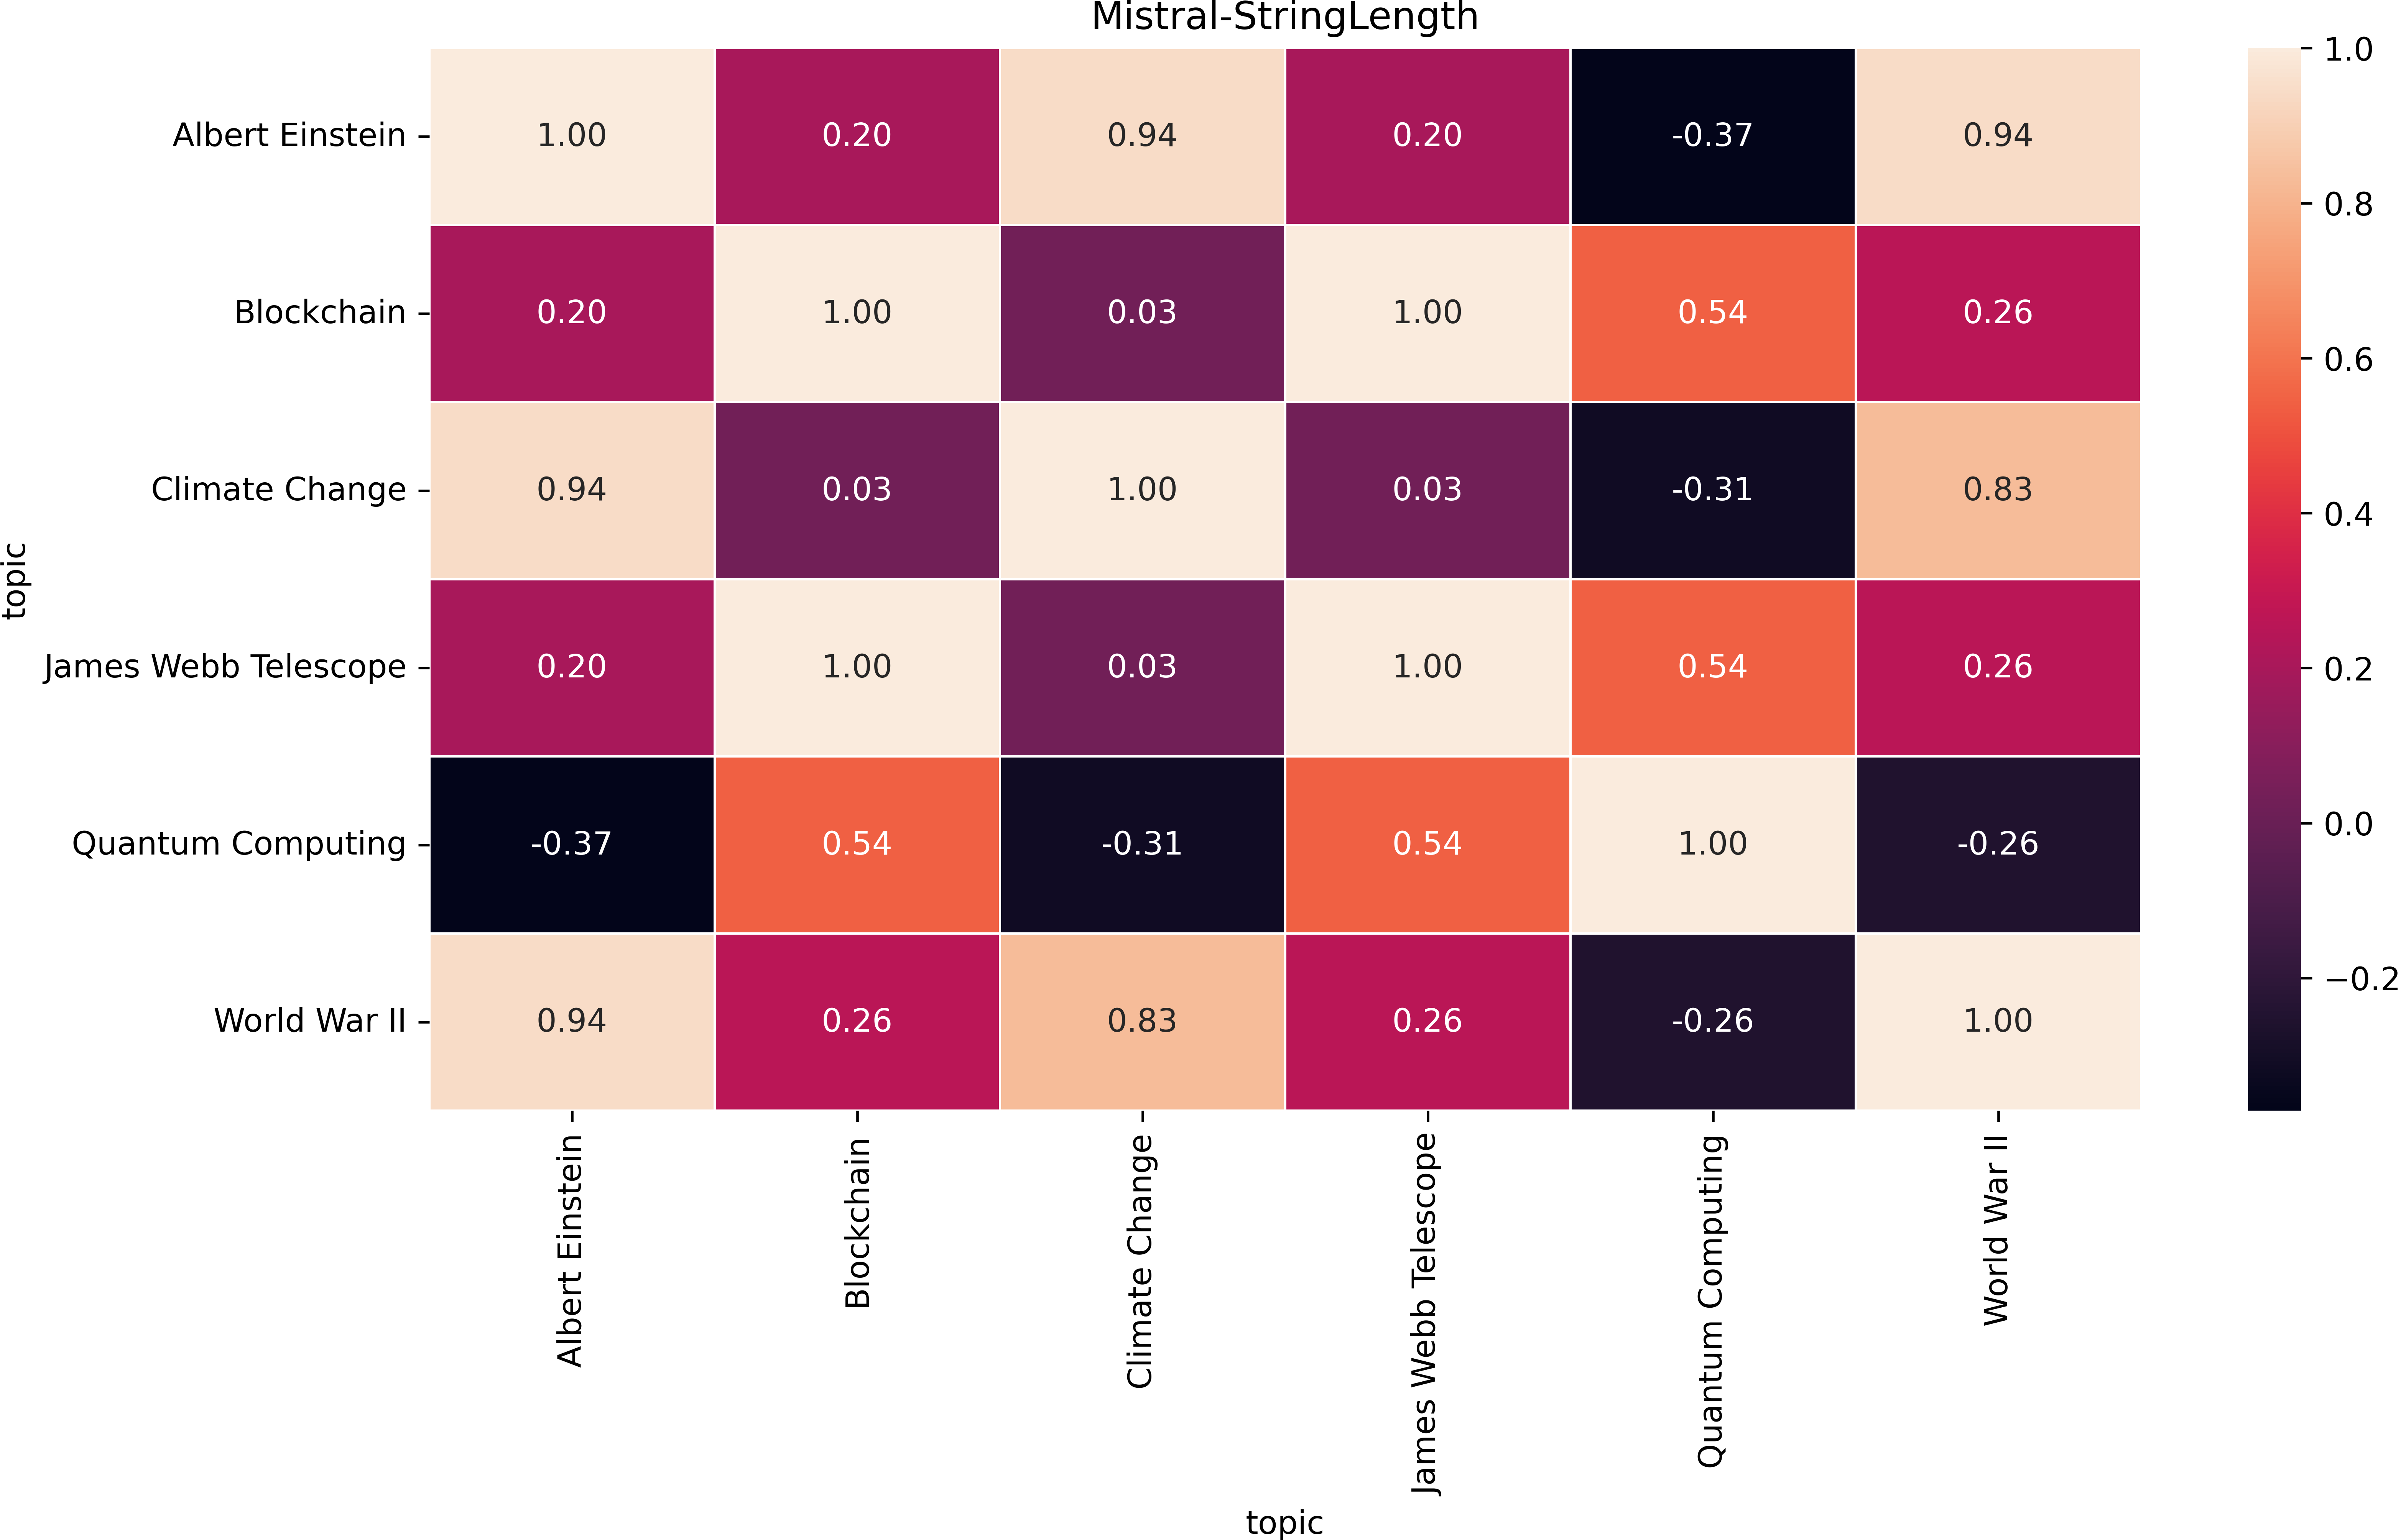 Mistral-StringLength
Albert Einstein 1.00 0.20 0.94 0.20 -0.37 0.94
Blockchain 0.20 1.00 0.03 1.00 0.54 0.26
Climate Change 0.94 0.03 1.00 0.03 -0.31 0.83
James Webb Telescope 0.20 1.00 0.03 1.00 0.54 0.26
Quantum Computing -0.37 0.54 -0.31 0.54 1.00 -0.26
World War II 0.94 0.26 0.83 0.26 -0.26 1.00
topic
Albert Einstein
Blockchain
Climate Change
James Webb Telescope
Quantum Computing
World War II
topic
1.0
0.8
0.6
0.4
0.2
0.0
−0.2